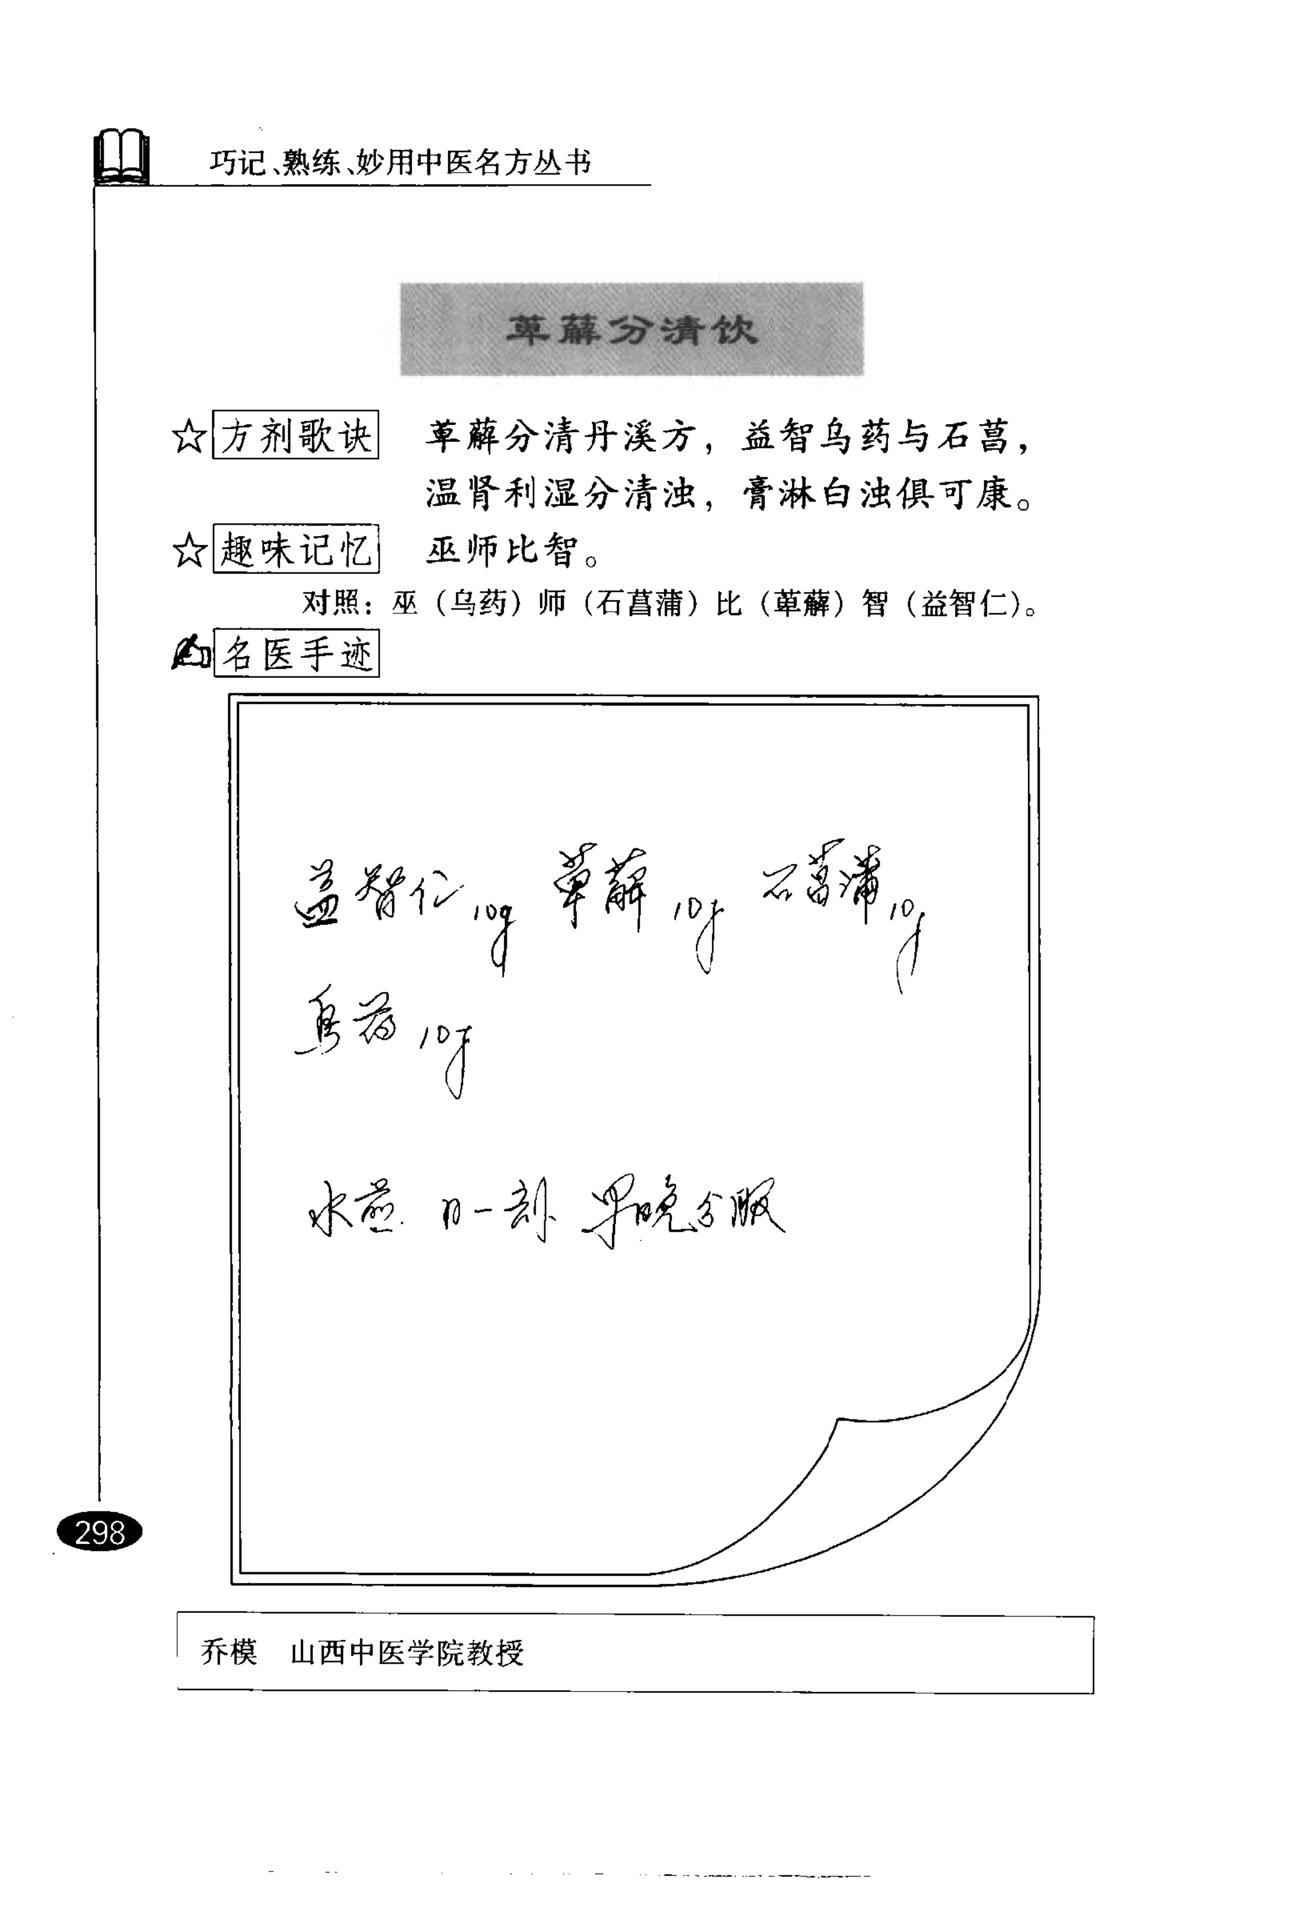 巧记、熟练、妙用中医名方丛书
萆薢分清饮
☆方剂歌诀 萆薢分清丹溪方，益智乌药与石菖，
温肾利湿分清浊，膏淋白浊俱可康。
☆趣味记忆 巫师比智。
对照：巫（乌药）师（石菖蒲）比（萆薢）智（益智仁）。
名医手迹
益智仁10g 萆薢10g 石菖蒲10g
乌药10g
水煎 日一剂 早晚分服
298
乔模 山西中医学院教授